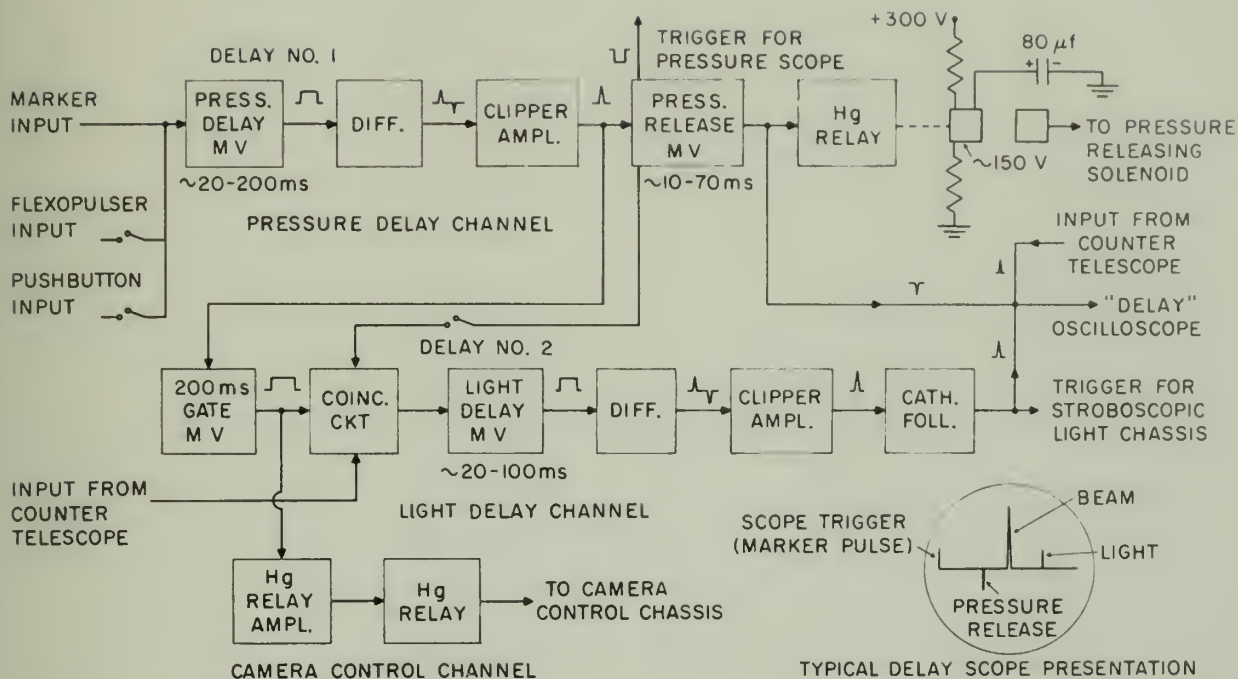 +300 V
80 μf
+ -
DELAY NO. 1
TRIGGER FOR
PRESSURE SCOPE
MARKER
INPUT
PRESS.
DELAY
MV
DIFF.
CLIPPER
AMPL.
PRESS.
RELEASE
MV
Hg
RELAY
TO PRESSURE
RELEASING
SOLENOID
~150 V
~20-200ms
~10-70ms
FLEXOPULSER
INPUT
PRESSURE DELAY CHANNEL
INPUT FROM
COUNTER
TELESCOPE
PUSHBUTTON
INPUT
"DELAY"
OSCILLOSCOPE
DELAY NO. 2
200ms
GATE
MV
COINC.
CKT
LIGHT
DELAY
MV
DIFF.
CLIPPER
AMPL.
CATH.
FOLL.
TRIGGER FOR
STROBOSCOPIC
LIGHT CHASSIS
~20-100ms
INPUT FROM
COUNTER
TELESCOPE
LIGHT DELAY CHANNEL
BEAM
SCOPE TRIGGER
(MARKER PULSE)
LIGHT
PRESSURE
RELEASE
Hg
RELAY
AMPL.
Hg
RELAY
TO CAMERA
CONTROL CHASSIS
CAMERA CONTROL CHANNEL
TYPICAL DELAY SCOPE PRESENTATION